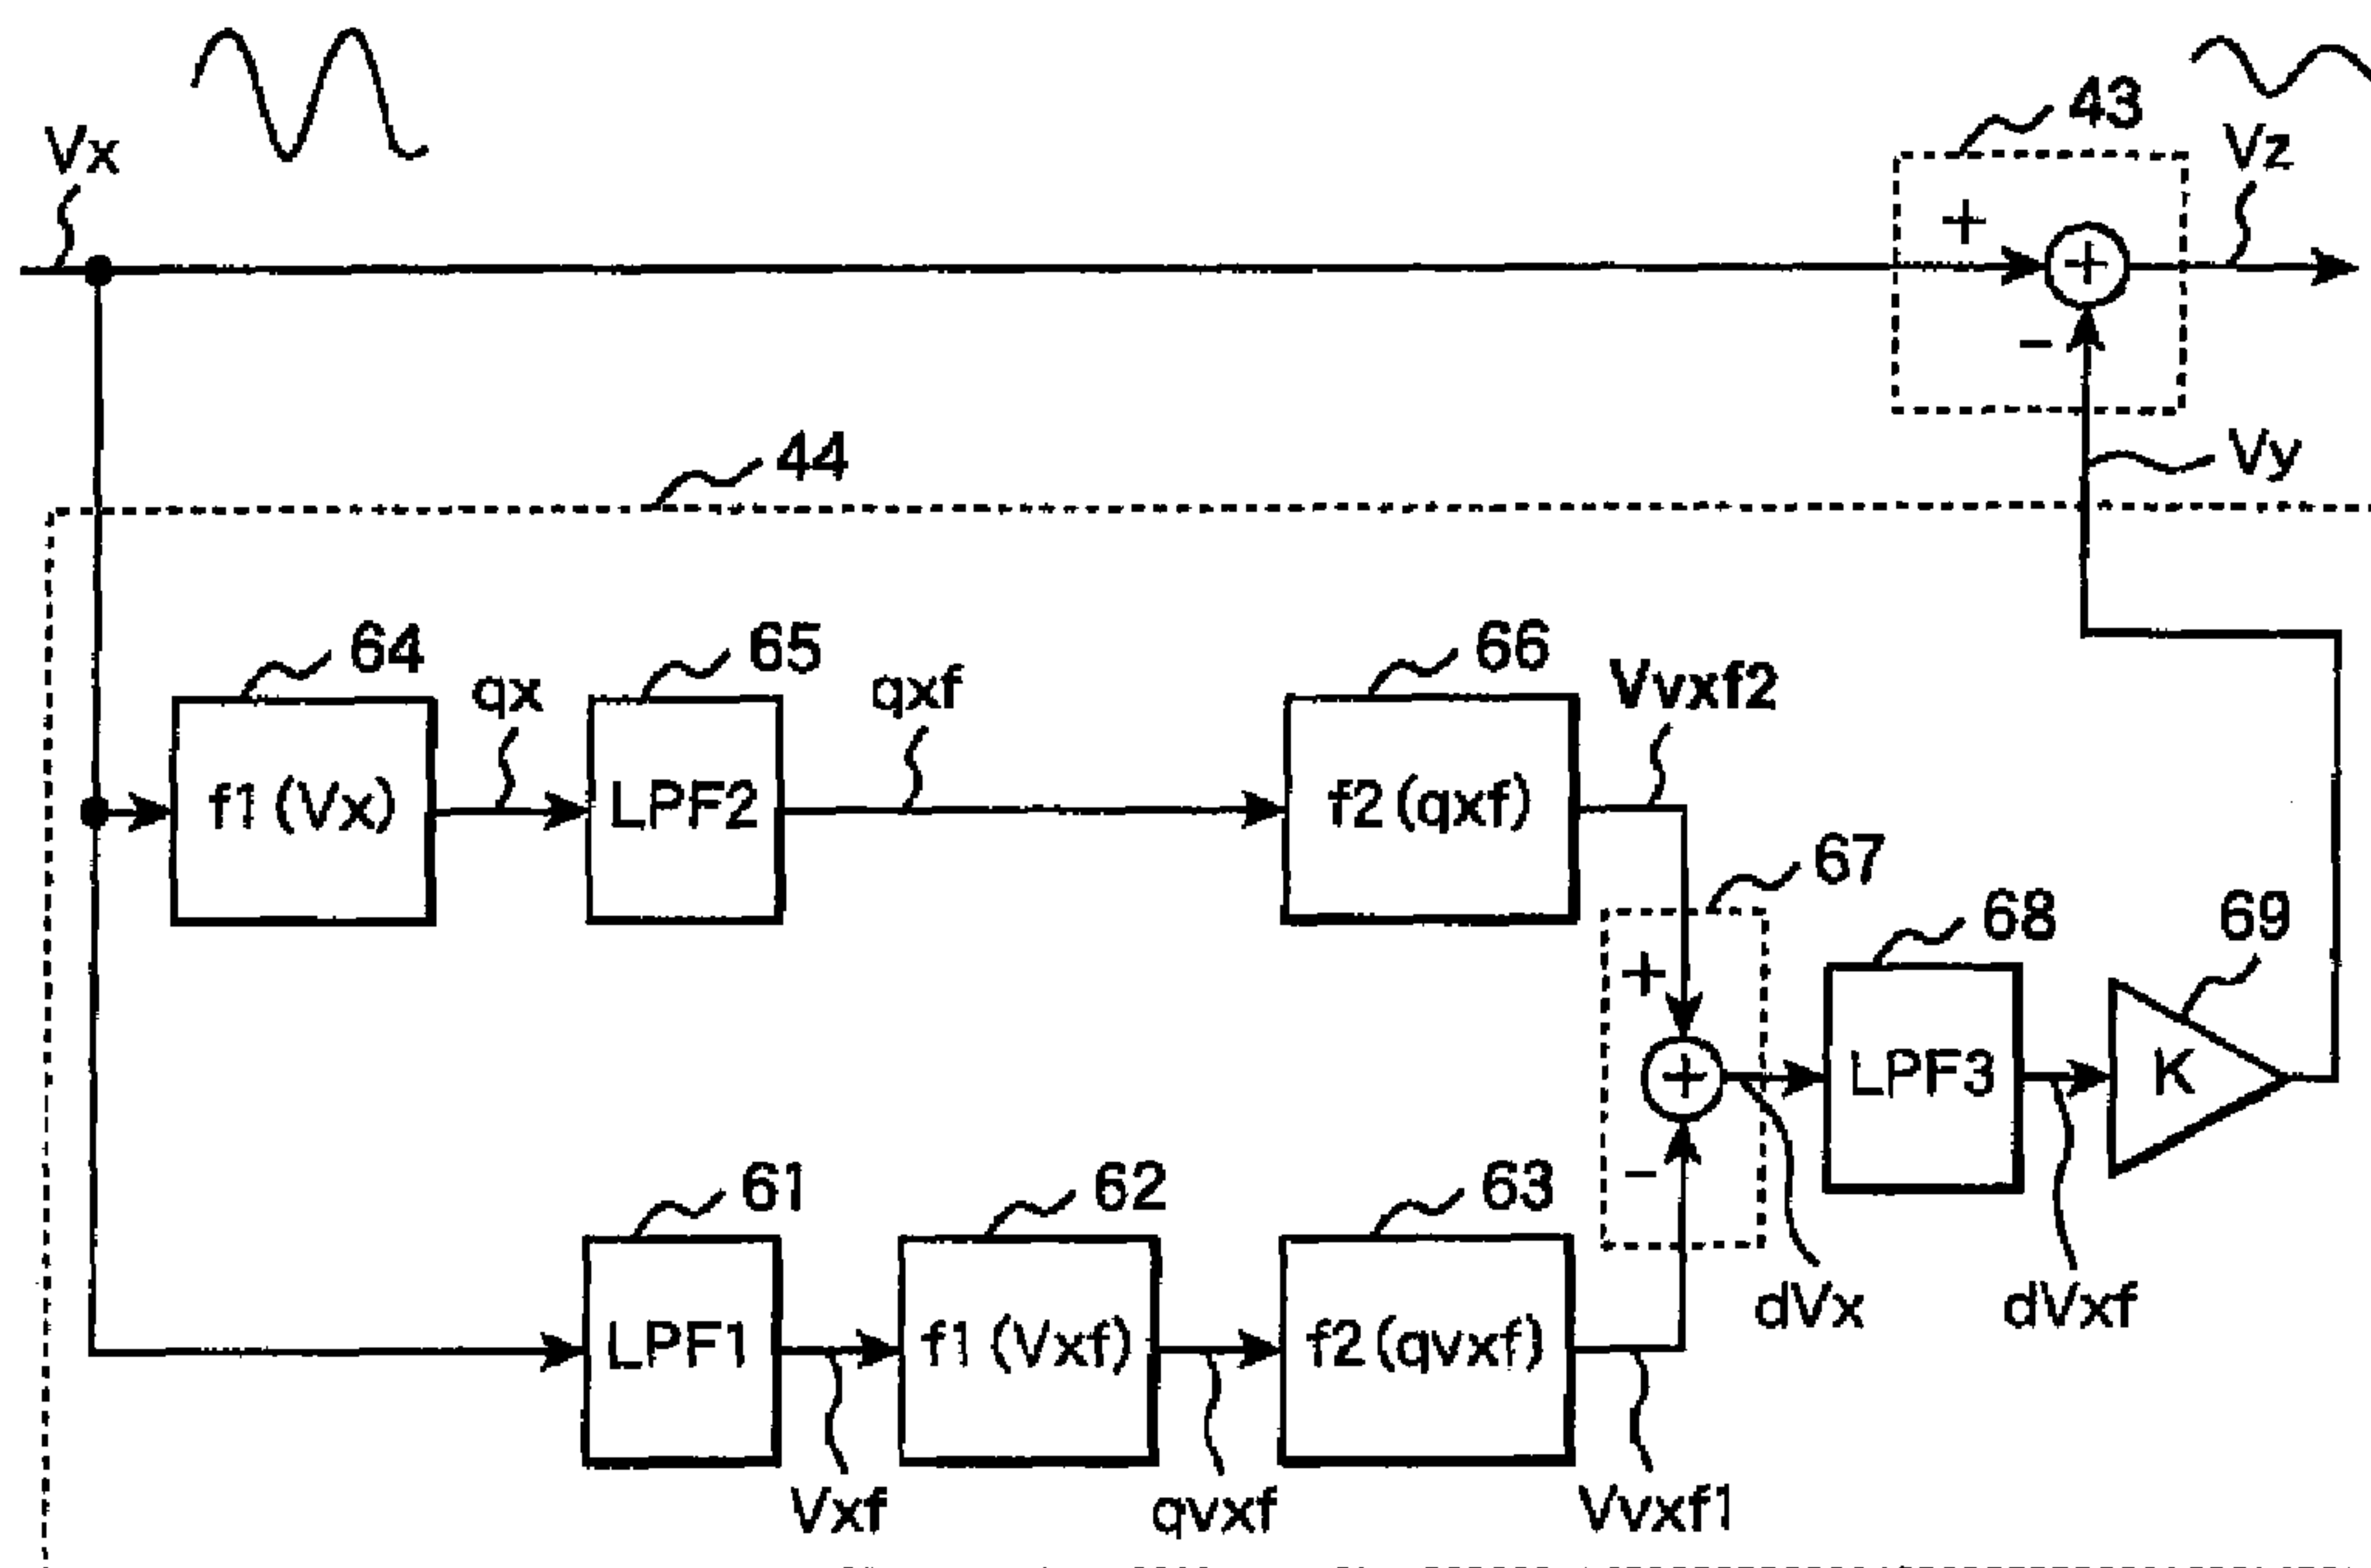 43
Vx
Vz
+
+
-
44
Vy
64
65
66
qx
qxf
Vvxf2
f1 (Vx)
LPF2
f2 (qxf)
67
68
69
+
+
LPF3
K
-
61
62
63
dVx
dVxf
LPF1
f1 (Vxf)
f2 (qvxf)
Vxf
qvxf
Vvxf1